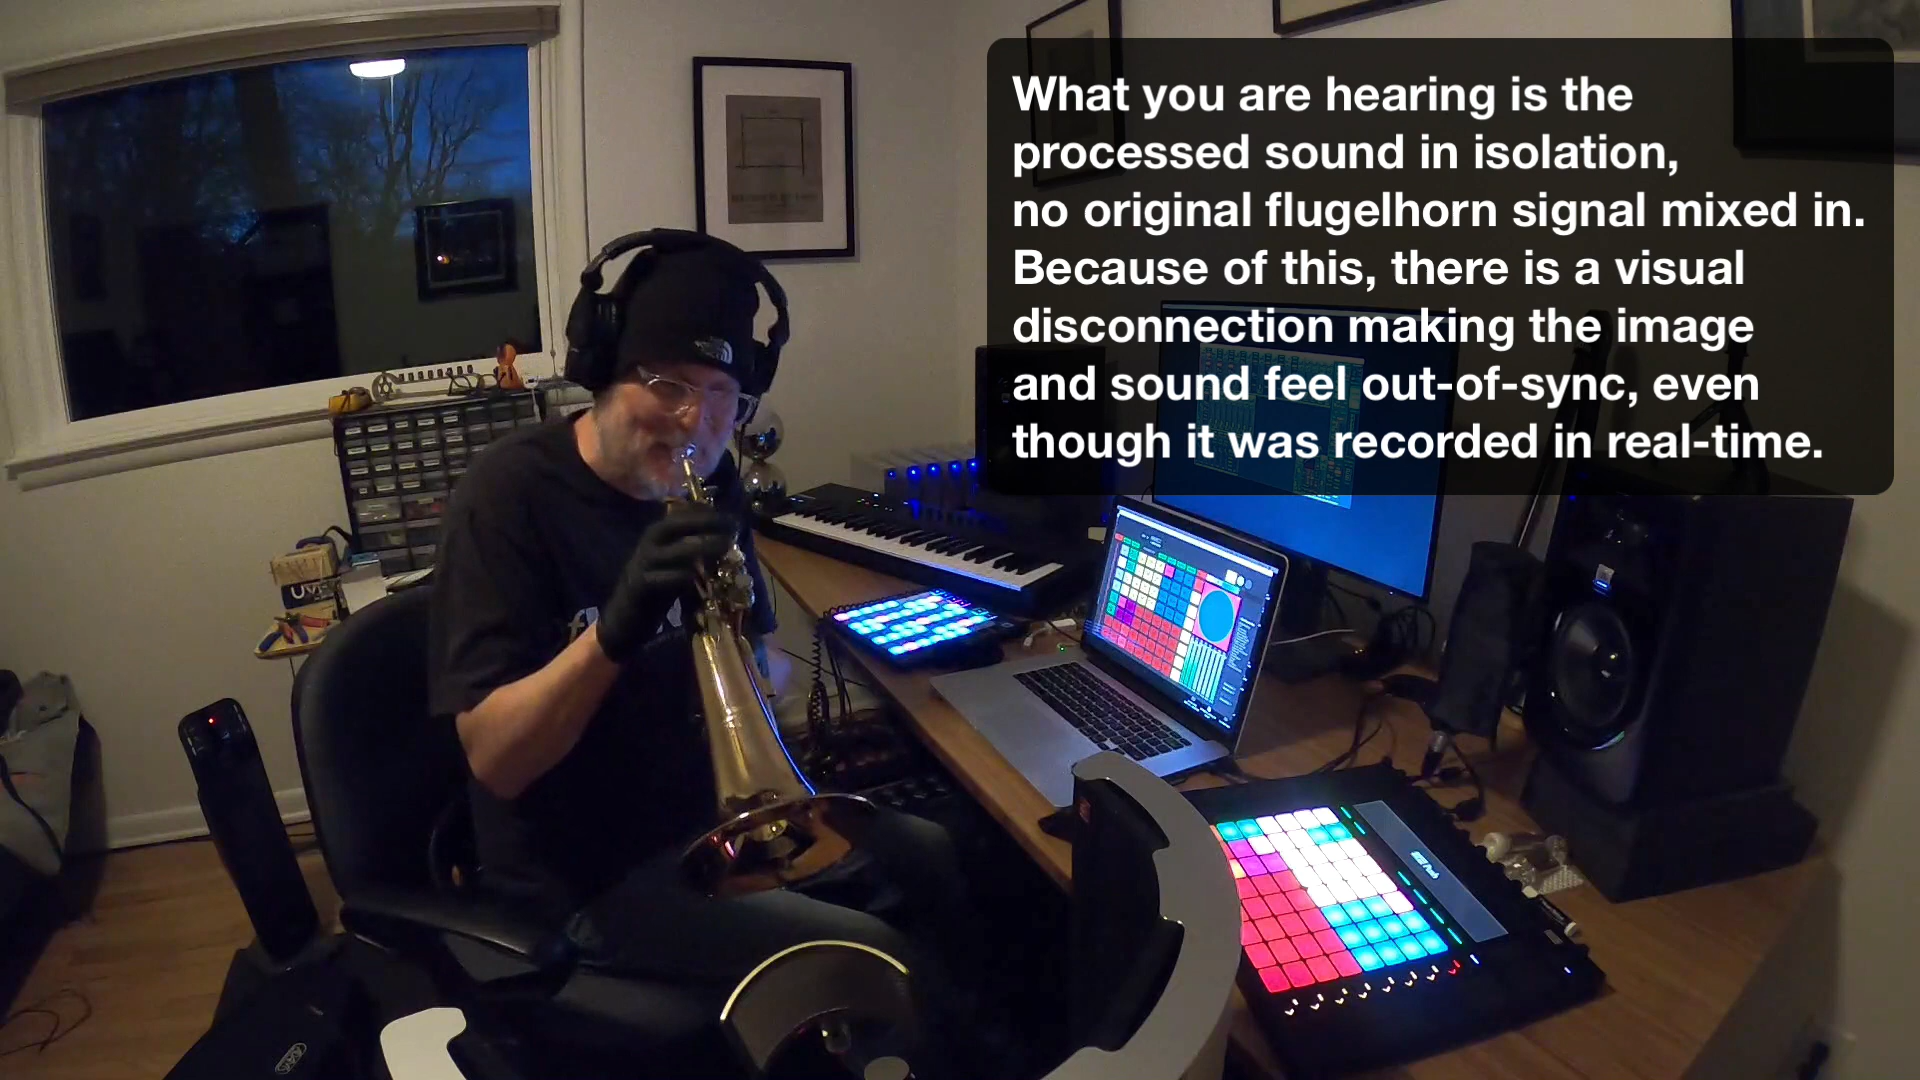 What you are hearing is the
processed sound in isolation,
no original flugelhorn signal mixed in.
Because of this, there is a visual
disconnection making the image
and sound feel out-of-sync, even
though it was recorded in real-time.